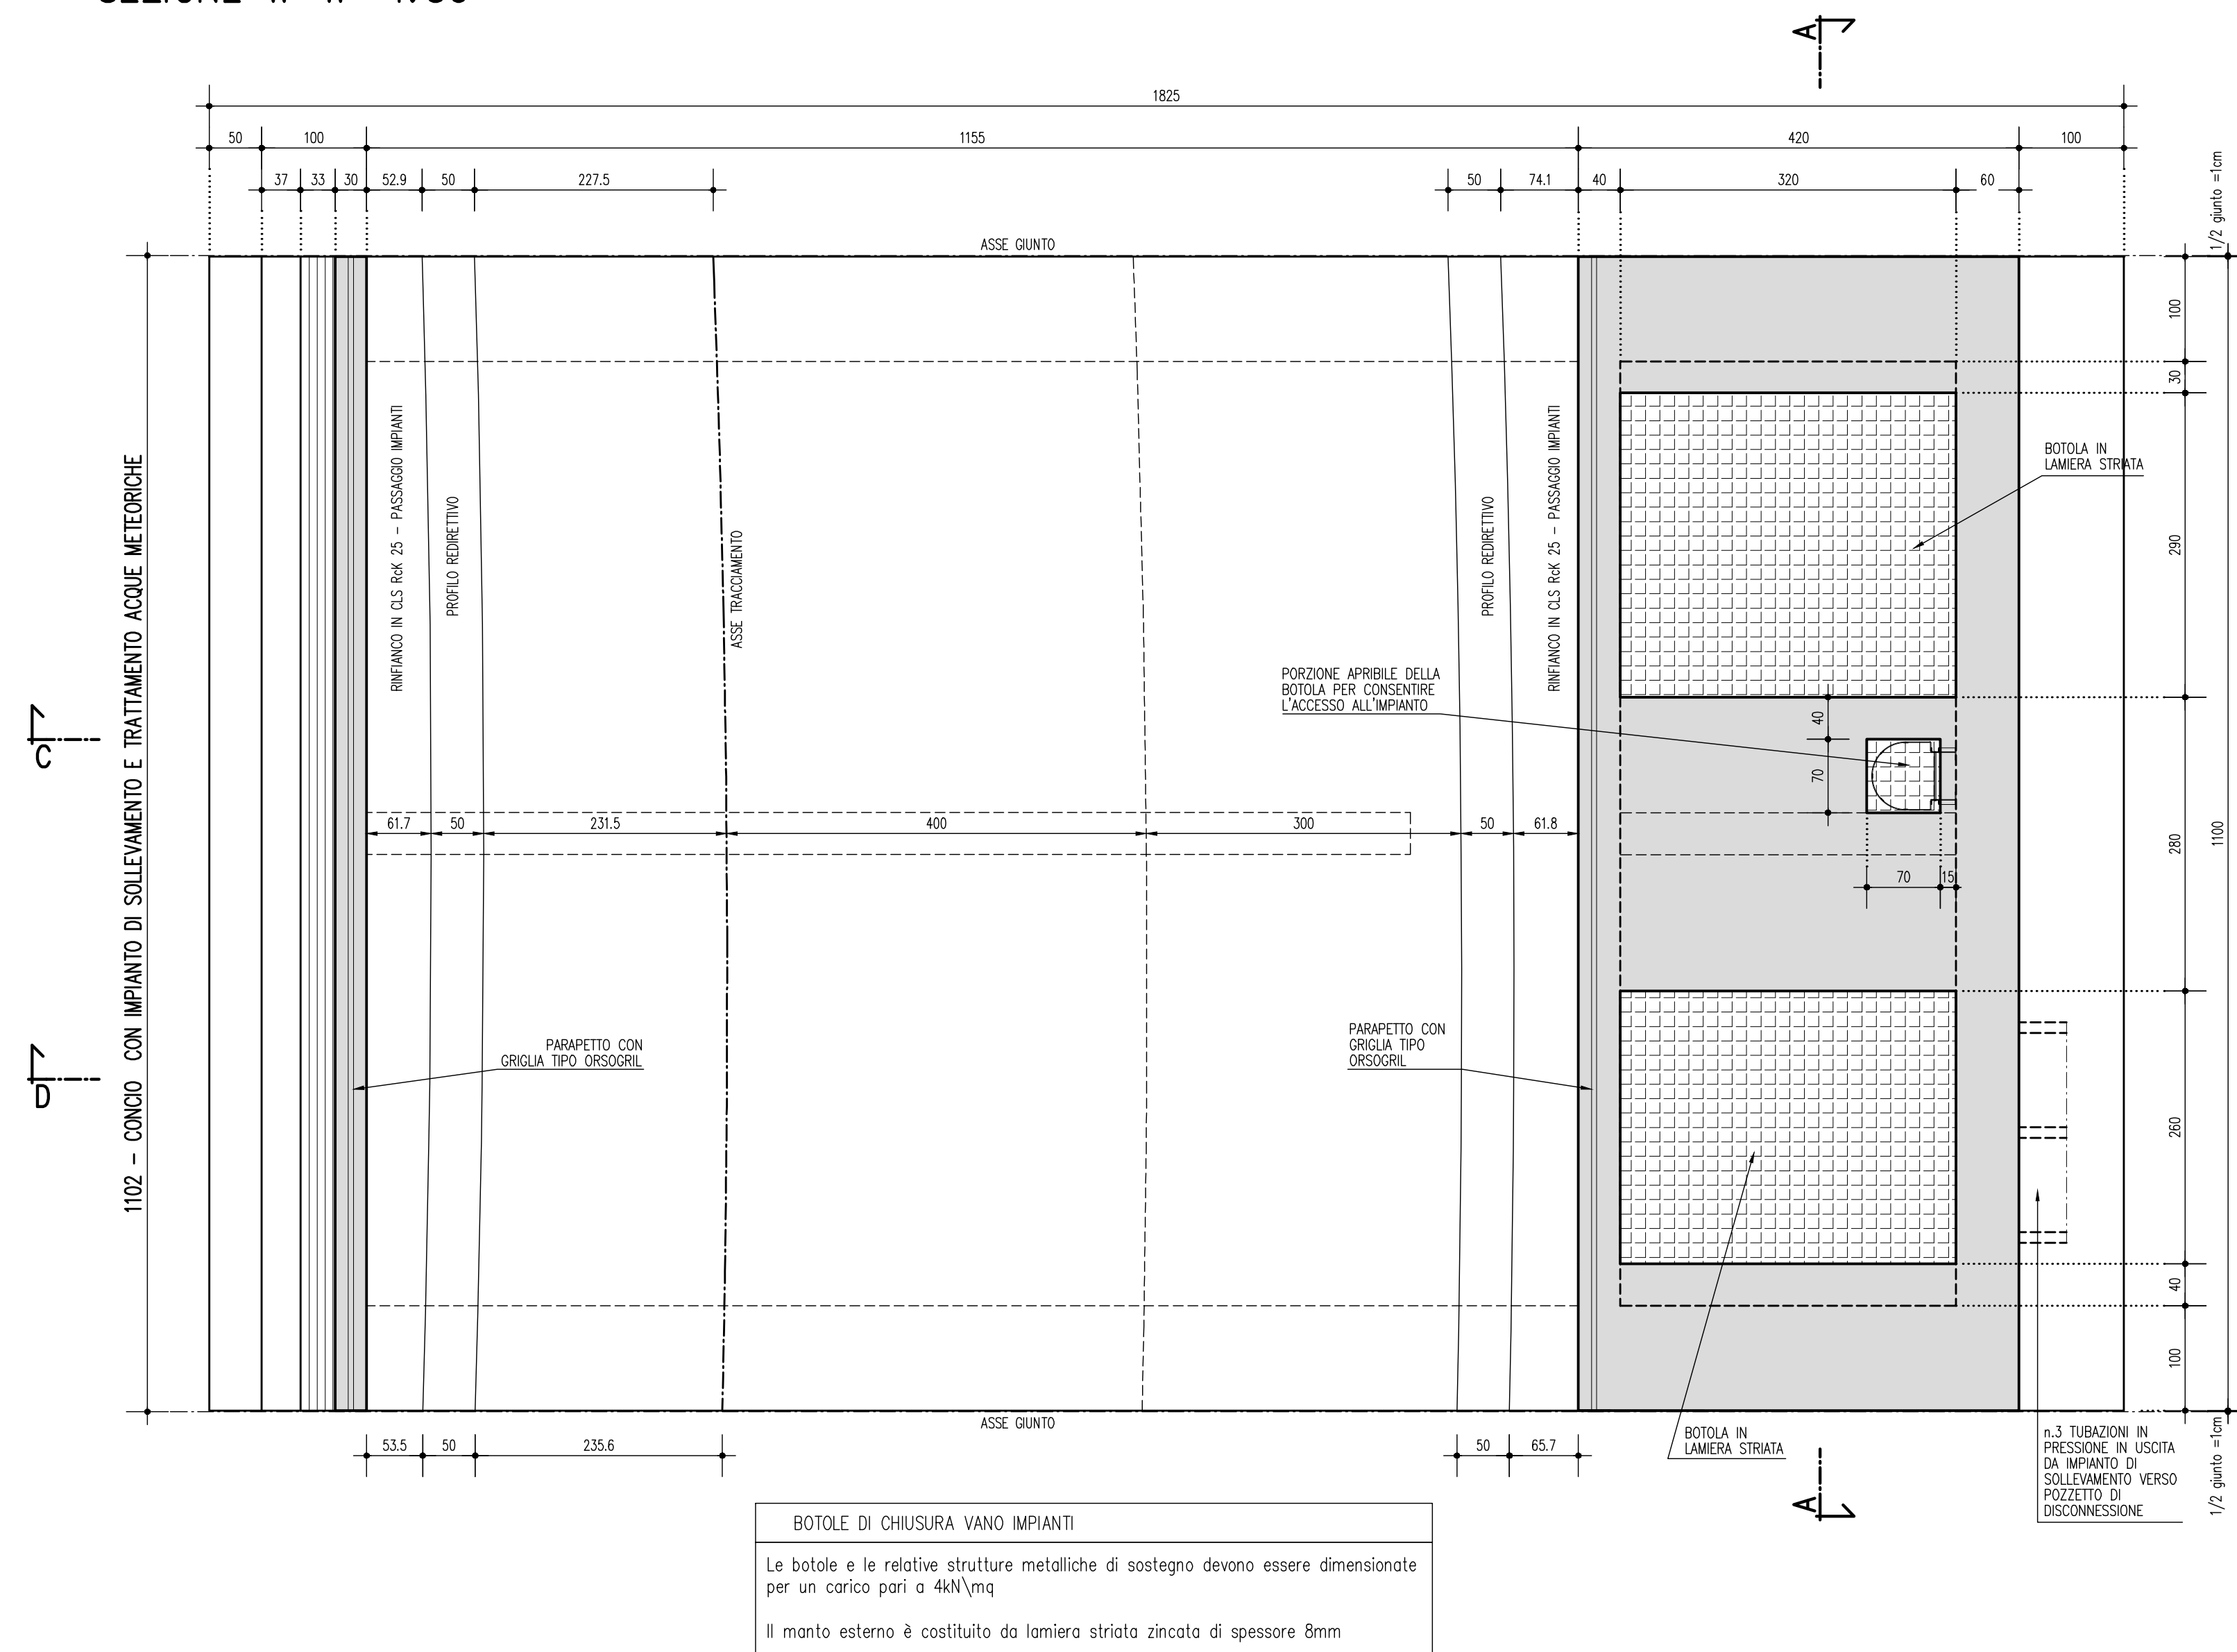 A
1825
50 100 1155 420 100
37 33 30 52.9 50 227.5 50 74.1 40 320 60
1/2 giunto =1cm
ASSE GIUNTO
100
30
290
280
260
40
100
1100
1102 - CONCIO CON IMPIANTO DI SOLLEVAMENTO E TRATTAMENTO ACQUE METEORICHE
RINFIANCO IN CLS RcK 25 - PASSAGGIO IMPIANTI
PROFILO REDIRETTIVO
ASSE TRACCIAMENTO
PROFILO REDIRETTIVO
RINFIANCO IN CLS RcK 25 - PASSAGGIO IMPIANTI
BOTOLA IN
LAMIERA STRIATA
PORZIONE APRIBILE DELLA
BOTOLA PER CONSENTIRE
L'ACCESSO ALL'IMPIANTO
40
70
70 15
C
61.7 50 231.5 400 300 50 61.8
D
PARAPETTO CON
GRIGLIA TIPO ORSOGRIL
PARAPETTO CON
GRIGLIA TIPO
ORSOGRIL
ASSE GIUNTO
53.5 50 235.6 50 65.7
BOTOLA IN
LAMIERA STRIATA
A
n.3 TUBAZIONI IN
PRESSIONE IN USCITA
DA IMPIANTO DI
SOLLEVAMENTO VERSO
POZZETTO DI
DISCONNESSIONE
1/2 giunto =1cm
BOTOLE DI CHIUSURA VANO IMPIANTI
Le botole e le relative strutture metalliche di sostegno devono essere dimensionate
per un carico pari a 4kN\mq
Il manto esterno è costituito da lamiera striata zincata di spessore 8mm